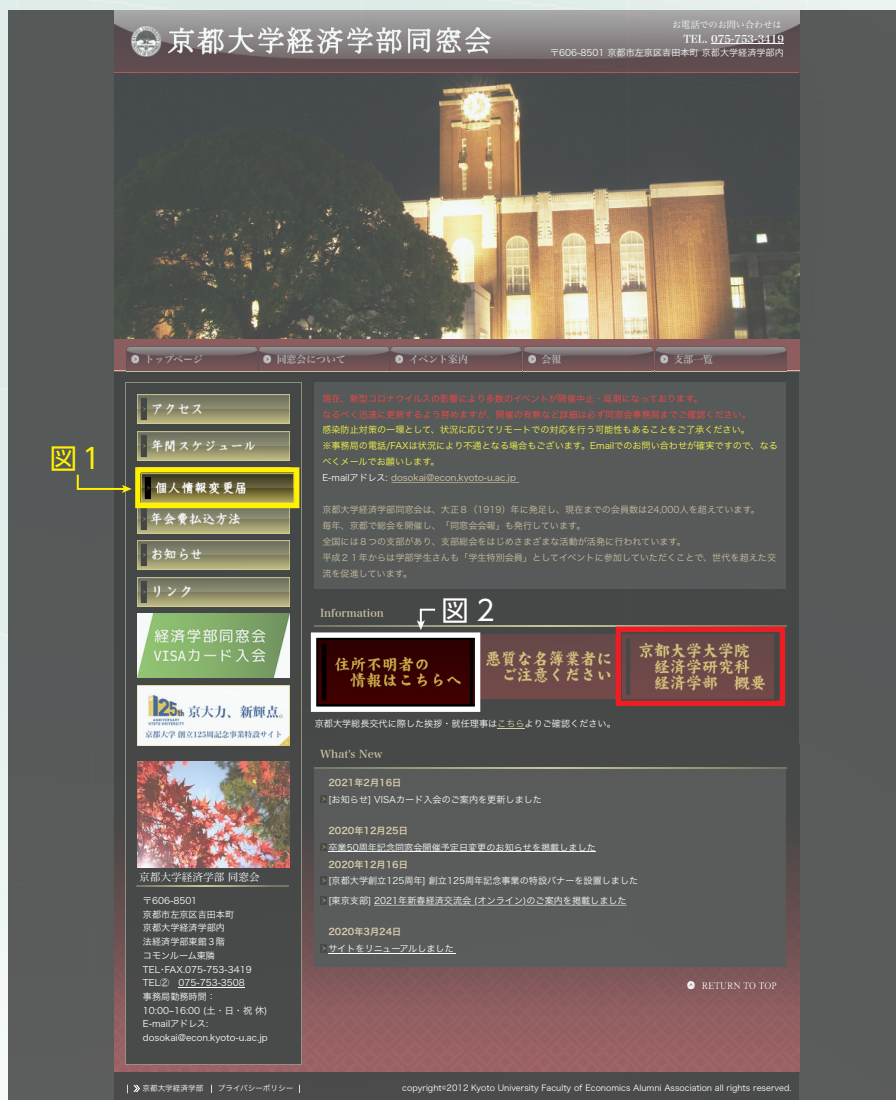 京都大学経済学部同窓会
お電話でのお問い合わせは
TEL. 075-753-3419
〒606-8501 京都市左京区吉田本町 京都大学経済学部内
トップページ
同窓会について
イベント案内
会報
支部一覧
図1
アクセス
年間スケジュール
個人情報変更届
年会費払込方法
お知らせ
リンク
経済学部同窓会
VISAカード入会
125th 京大力、新輝点。
ANNIVERSARY
KYOTO UNIVERSITY
京都大学 創立125周記念事業特設サイト
京都大学経済学部 同窓会
〒606-8501
京都市左京区吉田本町
京都大学経済学部内
法経済学部東館3階
コモンルーム東隣
TEL・FAX.075-753-3419
TEL② 075-753-3508
事務局勤務時間:
10:00~16:00 (土・日・祝 休)
E-mailアドレス:
dosokai@econ.kyoto-u.ac.jp
現在、新型コロナウイルスの影響により多数のイベントが開催中止・延期になっております。
なるべく迅速に更新するよう努めますが、開催の有無など詳細は必ず同窓会事務局までご確認ください。
感染防止対策の一環として、状況に応じてリモートでの対応を行う可能性もあることをご了承ください。
※事務局の電話/FAXは状況により不通となる場合もございます。Emailでのお問い合わせが確実ですので、なる
べくメールでお願いします。
E-mailアドレス: dosokai@econ.kyoto-u.ac.jp
京都大学経済学部同窓会は、大正8(1919)年に発足し、現在までの会員数は24,000人を超えています。
毎年、京都で総会を開催し、「同窓会会報」も発行しています。
全国には8つの支部があり、支部総会をはじめさまざまな活動が活発に行われています。
平成21年からは学部学生さんも「学生特別会員」としてイベントに参加していただくことで、世代を超えた交
流を促進しています。
Information
図2
住所不明者の
情報はこちらへ
悪質な名簿業者に
ご注意ください
京都大学大学院
経済学研究科
経済学部 概要
京都大学総長交代に際した挨拶・就任理事はこちらよりご確認ください。
What's New
2021年2月16日
[お知らせ] VISAカード入会のご案内を更新しました
2020年12月25日
卒業50周年記念同窓会開催予定日変更のお知らせを掲載しました
2020年12月16日
[京都大学創立125周年] 創立125周年記念事業の特設バナーを設置しました
[東京支部] 2021年新春経済交流会 (オンライン)のご案内を掲載しました
2020年3月24日
サイトをリニューアルしました
RETURN TO TOP
| 京都大学経済学部 | プライバシーポリシー |
copyright©2012 Kyoto University Faculty of Economics Alumni Association all rights reserved.